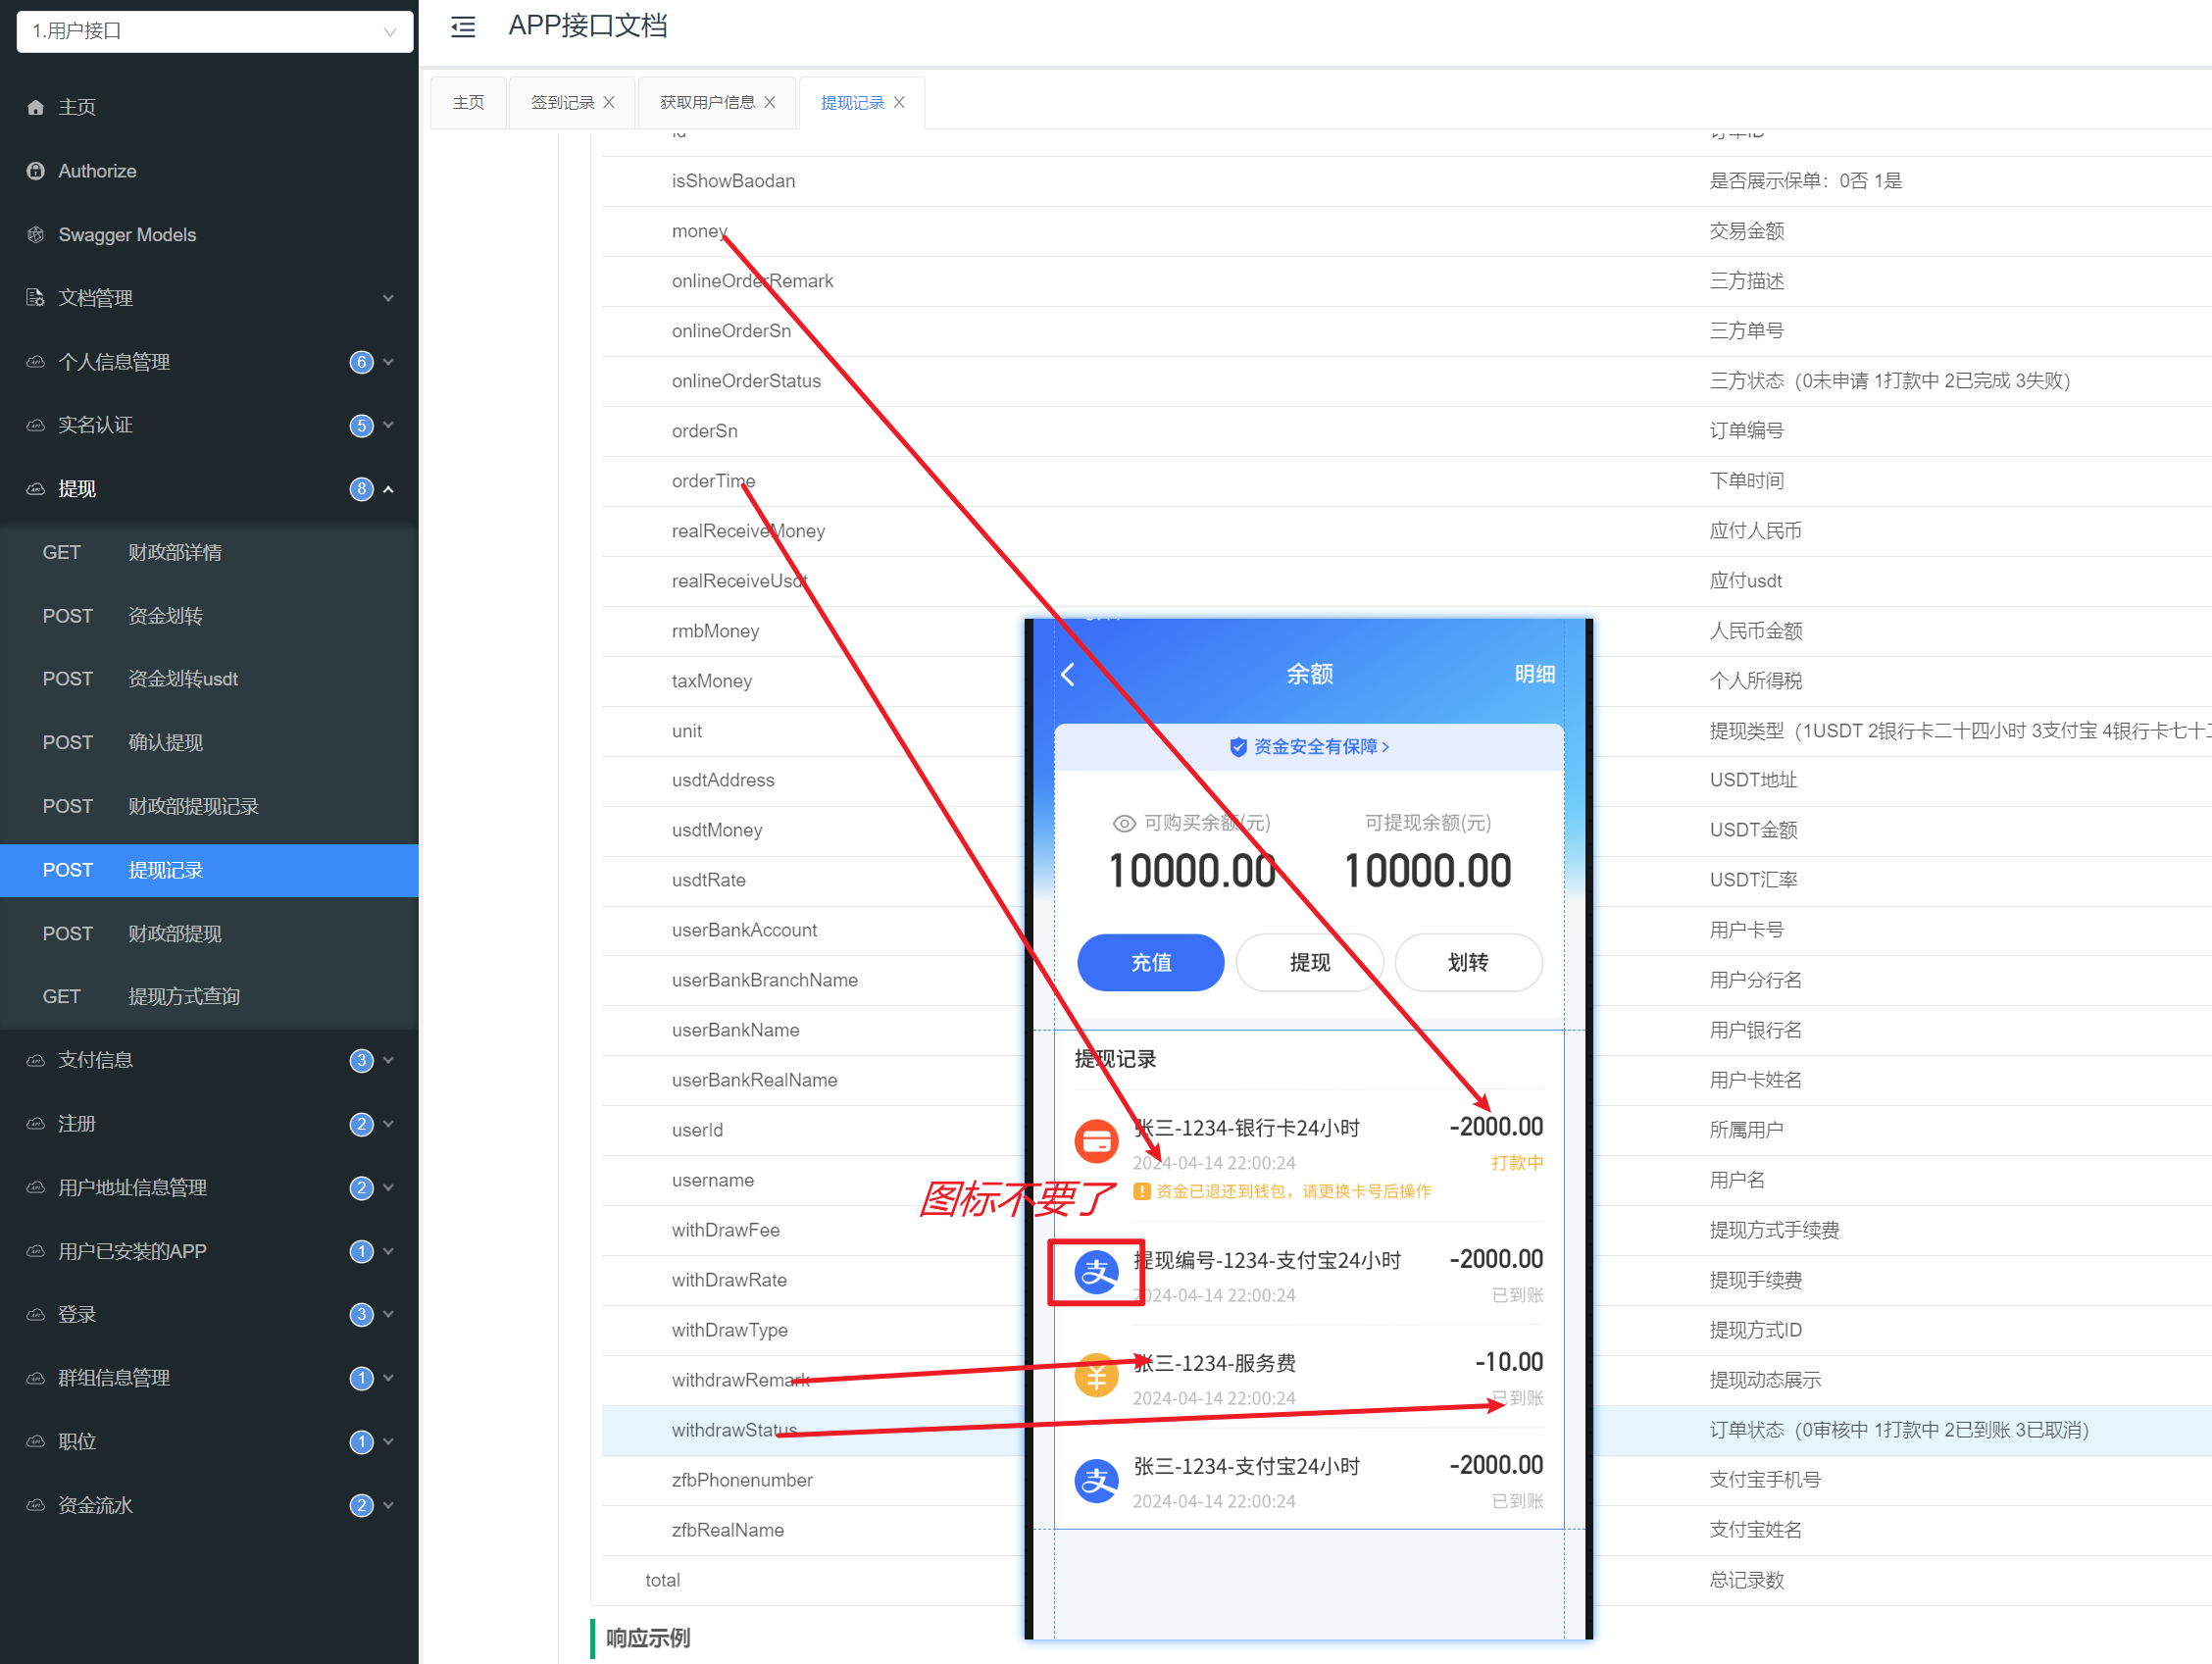 1.用户接口
APP接口文档
主页
签到记录
获取用户信息
提现记录
主页
Authorize
Swagger Models
文档管理
个人信息管理 6
实名认证 5
提现 8
GET 财政部详情
POST 资金划转
POST 资金划转usdt
POST 确认提现
POST 财政部提现记录
POST 提现记录
POST 财政部提现
GET 提现方式查询
支付信息 3
注册 2
用户地址信息管理 2
用户已安装的APP 1
登录 3
群组信息管理 1
职位 1
资金流水 2
id 订单ID
isShowBaodan 是否展示保单：0否 1是
money 交易金额
onlineOrderRemark 三方描述
onlineOrderSn 三方单号
onlineOrderStatus 三方状态（0未申请 1打款中 2已完成 3失败）
orderSn 订单编号
orderTime 下单时间
realReceiveMoney 应付人民币
realReceiveUsdt 应付usdt
rmbMoney 人民币金额
taxMoney 个人所得税
unit 提现类型（1USDT 2银行卡二十四小时 3支付宝 4银行卡七十二
usdtAddress USDT地址
usdtMoney USDT金额
usdtRate USDT汇率
userBankAccount 用户卡号
userBankBranchName 用户分行名
userBankName 用户银行名
userBankRealName 用户卡姓名
userId 所属用户
username 用户名
withDrawFee 提现方式手续费
withDrawRate 提现手续费
withDrawType 提现方式ID
withdrawRemark 提现动态展示
withdrawStatus 订单状态（0审核中 1打款中 2已到账 3已取消）
zfbPhonenumber 支付宝手机号
zfbRealName 支付宝姓名
total 总记录数
响应示例
余额 明细
资金安全有保障
可购买余额(元) 可提现余额(元)
10000.00 10000.00
充值 提现 划转
提现记录
张三-1234-银行卡24小时 -2000.00
2024-04-14 22:00:24 打款中
资金已退还到钱包，请更换卡号后操作
图标不要了
提现编号-1234-支付宝24小时 -2000.00
2024-04-14 22:00:24 已到账
张三-1234-服务费 -10.00
2024-04-14 22:00:24 已到账
张三-1234-支付宝24小时 -2000.00
2024-04-14 22:00:24 已到账